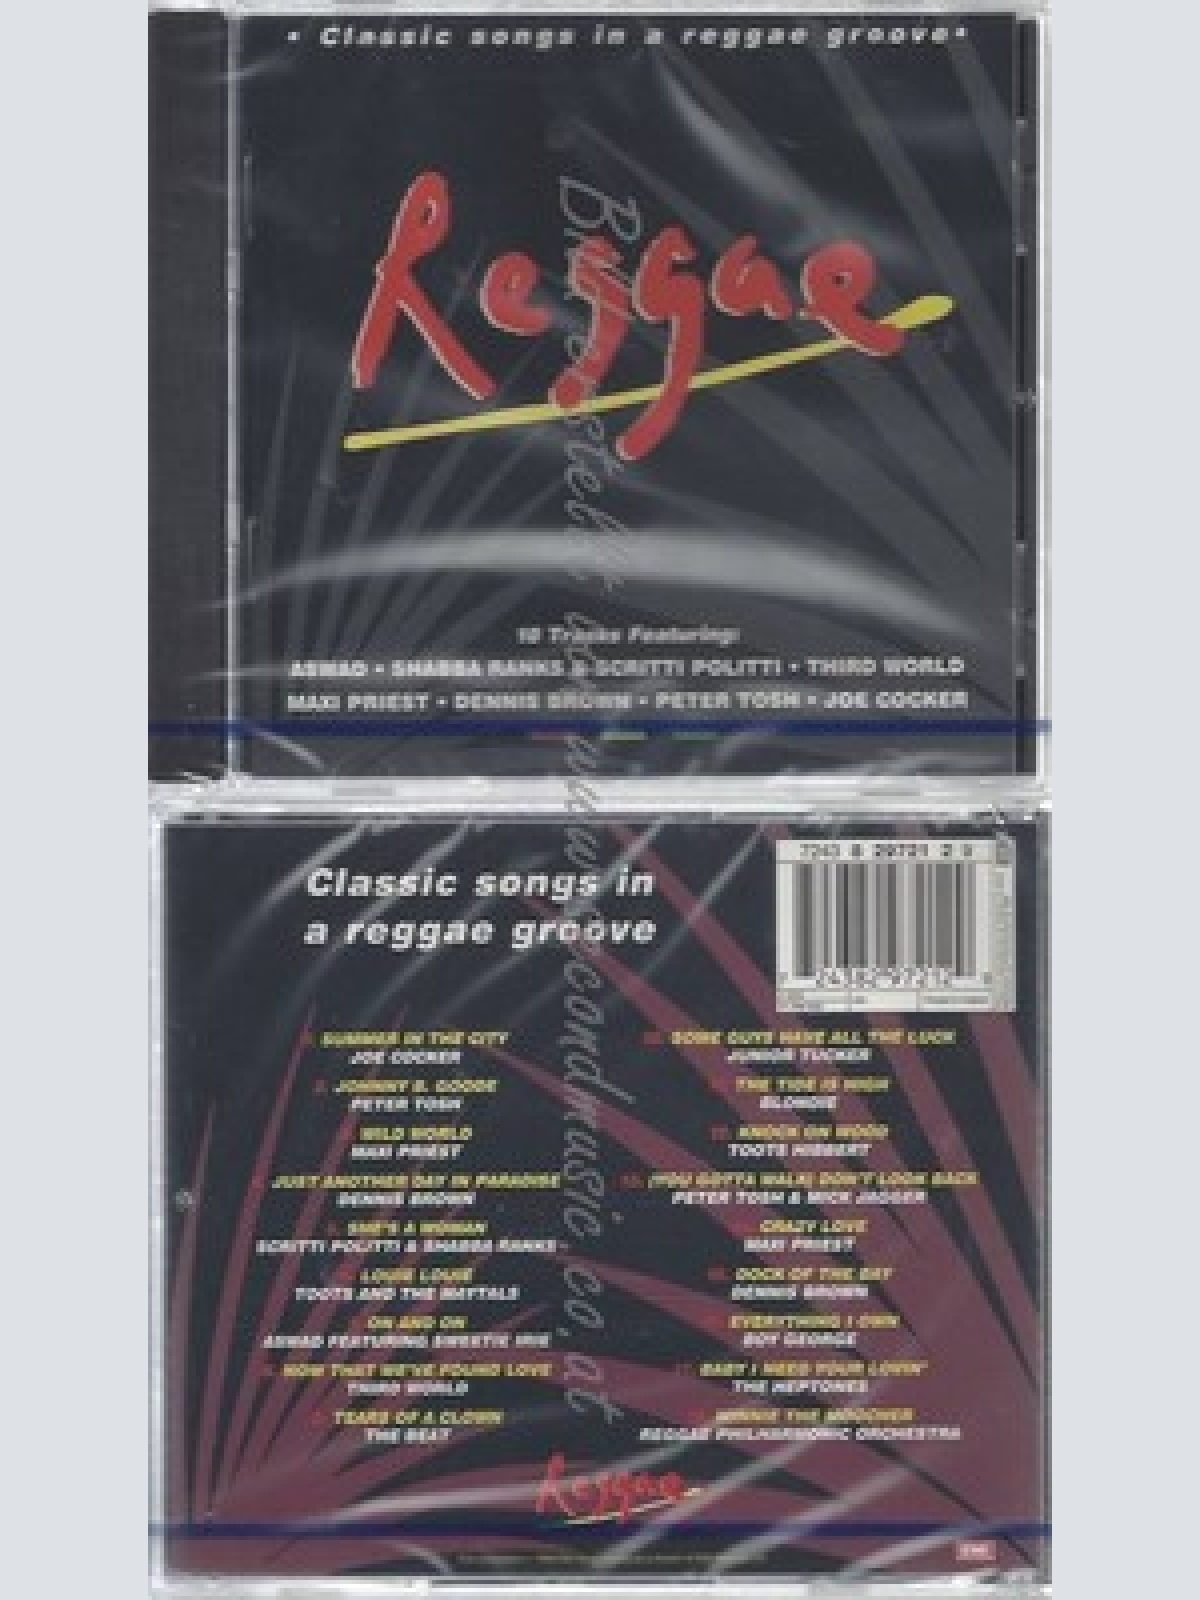 • Classic songs in a reggae groove •
Reggae
18 Tracks Featuring:
ASWAD • SHABBA RANKS & SCRITTI POLITTI • THIRD WORLD
MAXI PRIEST • DENNIS BROWN • PETER TOSH • JOE COCKER
Classic songs in
a reggae groove
SUMMER IN THE CITY
JOE COCKER
JOHNNY B. GOODE
PETER TOSH
WILD WORLD
MAXI PRIEST
JUST ANOTHER DAY IN PARADISE
DENNIS BROWN
SHE'S A WOMAN
SCRITTI POLITTI & SHABBA RANKS
LOUIE LOUIE
TOOTS AND THE MAYTALS
ON AND ON
ASWAD FEATURING SWEETIE IRIE
NOW THAT WE'VE FOUND LOVE
THIRD WORLD
TEARS OF A CLOWN
THE BEAT
SOME GUYS HAVE ALL THE LUCK
JUNIOR TUCKER
THE TIDE IS HIGH
BLONDIE
KNOCK ON WOOD
TOOTS HIBBERT
(YOU GOTTA WALK) DON'T LOOK BACK
PETER TOSH & MICK JAGGER
CRAZY LOVE
MAXI PRIEST
DOCK OF THE BAY
DENNIS BROWN
EVERYTHING I OWN
BOY GEORGE
BABY I NEED YOUR LOVIN'
THE HEPTONES
MINNIE THE MOOCHER
REGGAE PHILHARMONIC ORCHESTRA
Reggae
EMI